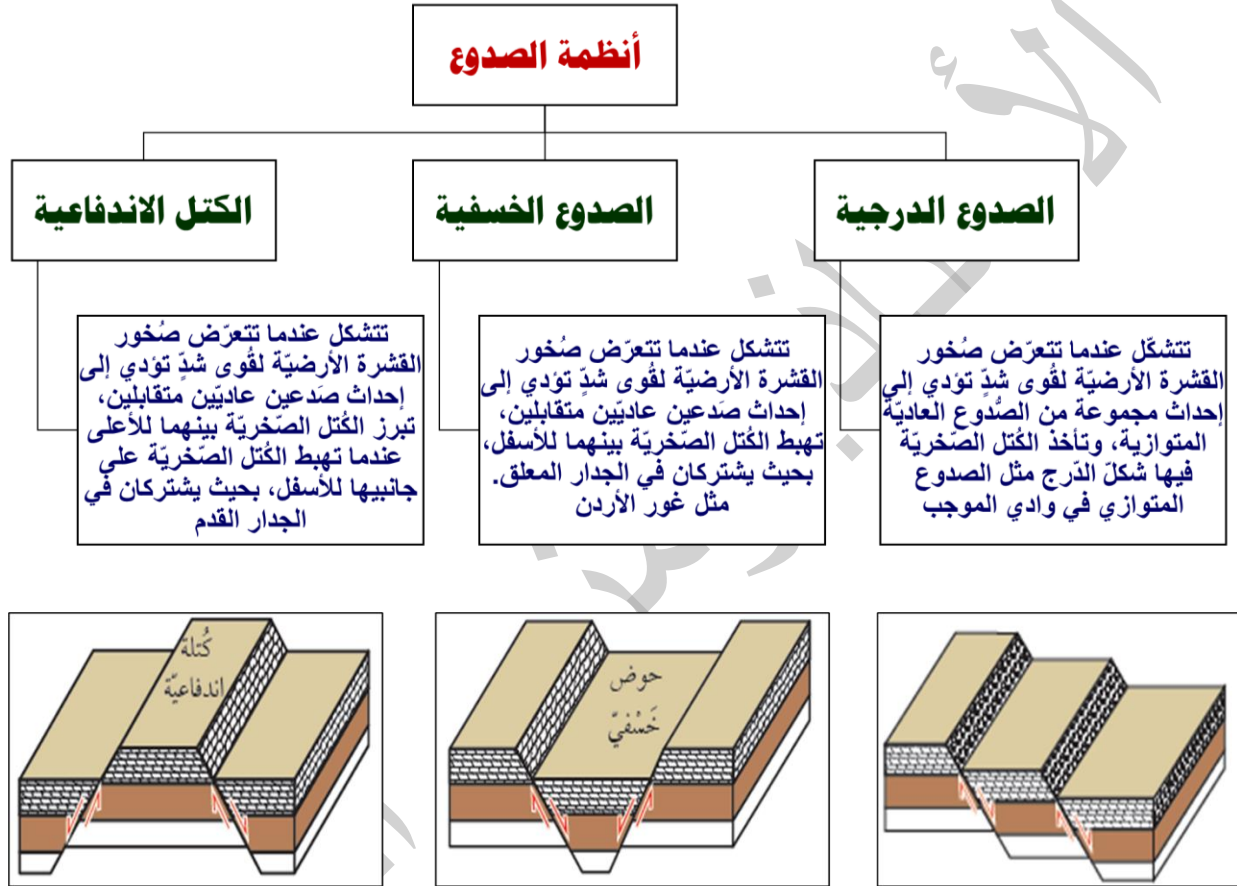 أنظمة الصدوع
الصدوع الدرجية
الصدوع الخسفية
الكتل الاندفاعية
تتشكّل عندما تتعرّض صُخور
القشرة الأرضيّة لقُوى شدٍّ تؤدي إلى
إحداث مجموعة من الصُّدوع العاديّة
المتوازية، وتأخذ الكُتل الصّخريّة
فيها شكلَ الدّرج مثل الصدوع
المتوازي في وادي الموجب
تتشكل عندما تتعرّض صُخور
القشرة الأرضيّة لقُوى شدٍّ تؤدي إلى
إحداث صَدعين عاديّين متقابلين،
تهبط الكُتل الصّخريّة بينهما للأسفل،
بحيث يشتركان في الجدار المعلق.
مثل غور الأردن
تتشكل عندما تتعرّض صُخور
القشرة الأرضيّة لقُوى شدٍّ تؤدي إلى
إحداث صَدعين عاديّين متقابلين،
تبرز الكُتل الصّخريّة بينهما للأعلى
عندما تهبط الكُتل الصّخريّة على
جانبيها للأسفل، بحيث يشتركان في
الجدار القدم
حوض
خَسْفيّ
كُتلة
اندفاعيّة